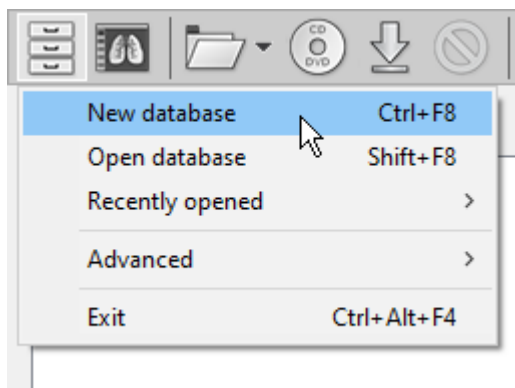 CD
DVD
New database Ctrl+F8
Open database Shift+F8
Recently opened
Advanced
Exit Ctrl+Alt+F4